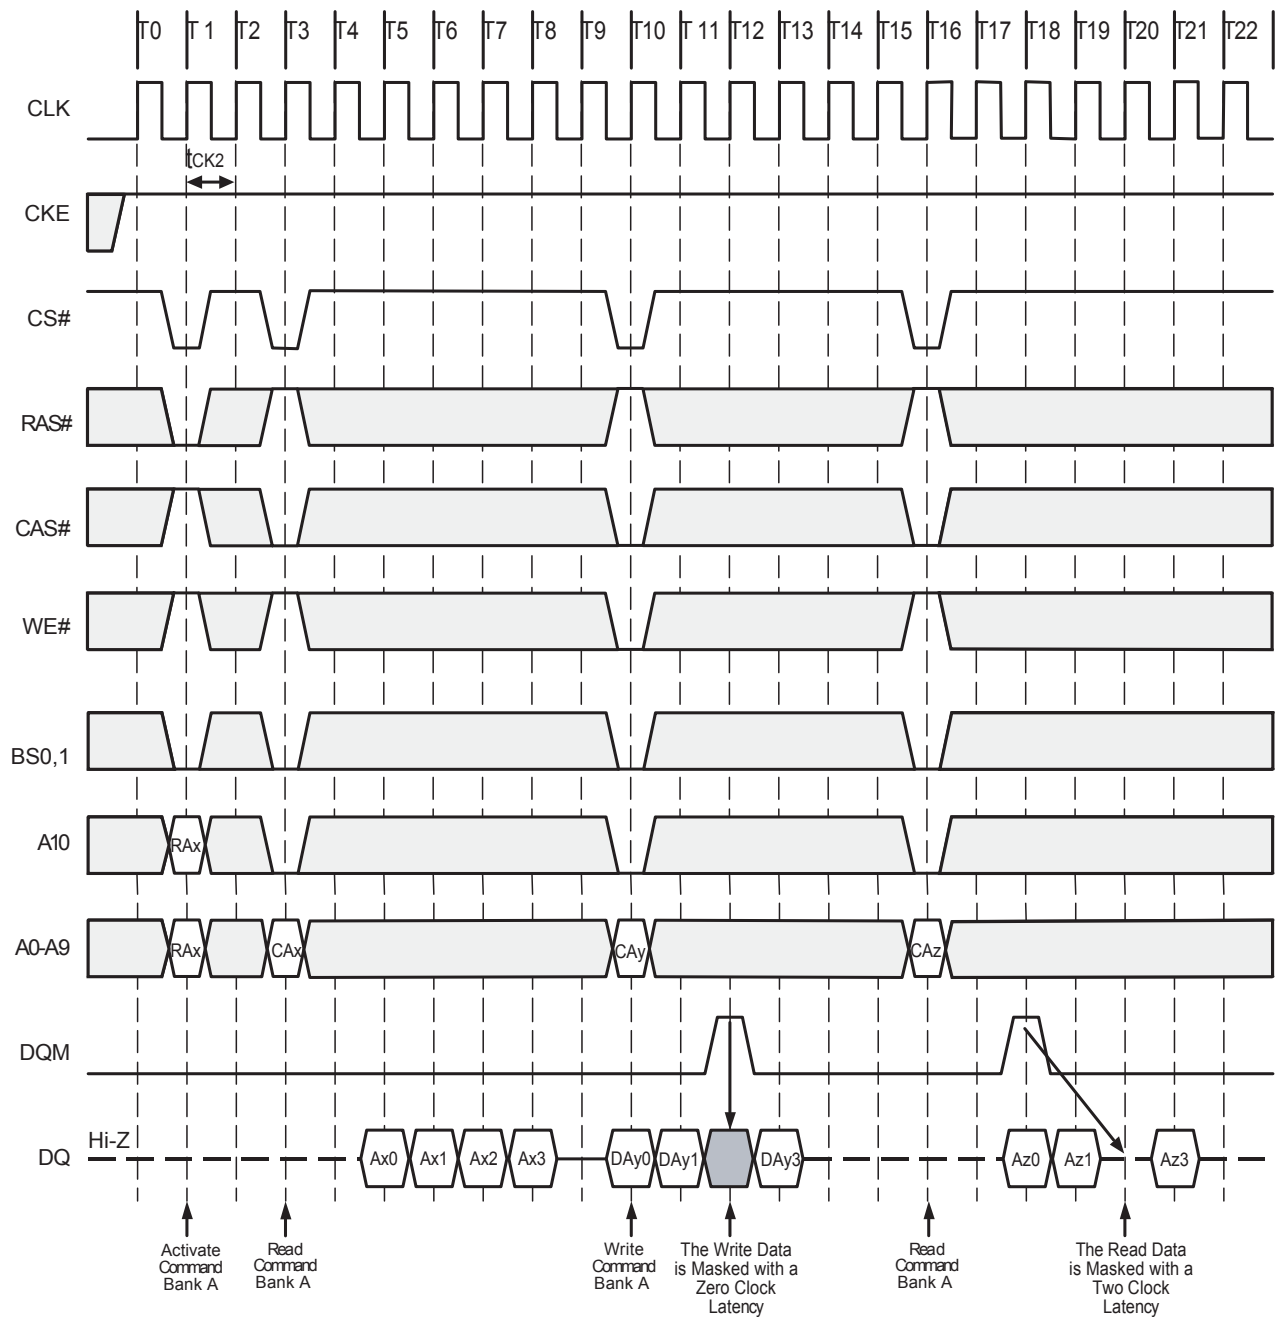 T0 T 1 T2 T3 T4 T5 T6 T7 T8 T9 T10 T 11 T12 T13 T14 T15 T16 T17 T18 T19 T20 T21 T22
CLK
tCK2
CKE
CS#
RAS#
CAS#
WE#
BS0,1
A10 RAx
A0-A9 RAx CAx CAy CAz
DQM
Hi-Z
DQ Ax0 Ax1 Ax2 Ax3 DAy0 DAy1 DAy3 Az0 Az1 Az3
Activate
Command
Bank A
Read
Command
Bank A
Write
Command
Bank A
The Write Data
is Masked with a
Zero Clock
Latency
Read
Command
Bank A
The Read Data
is Masked with a
Two Clock
Latency